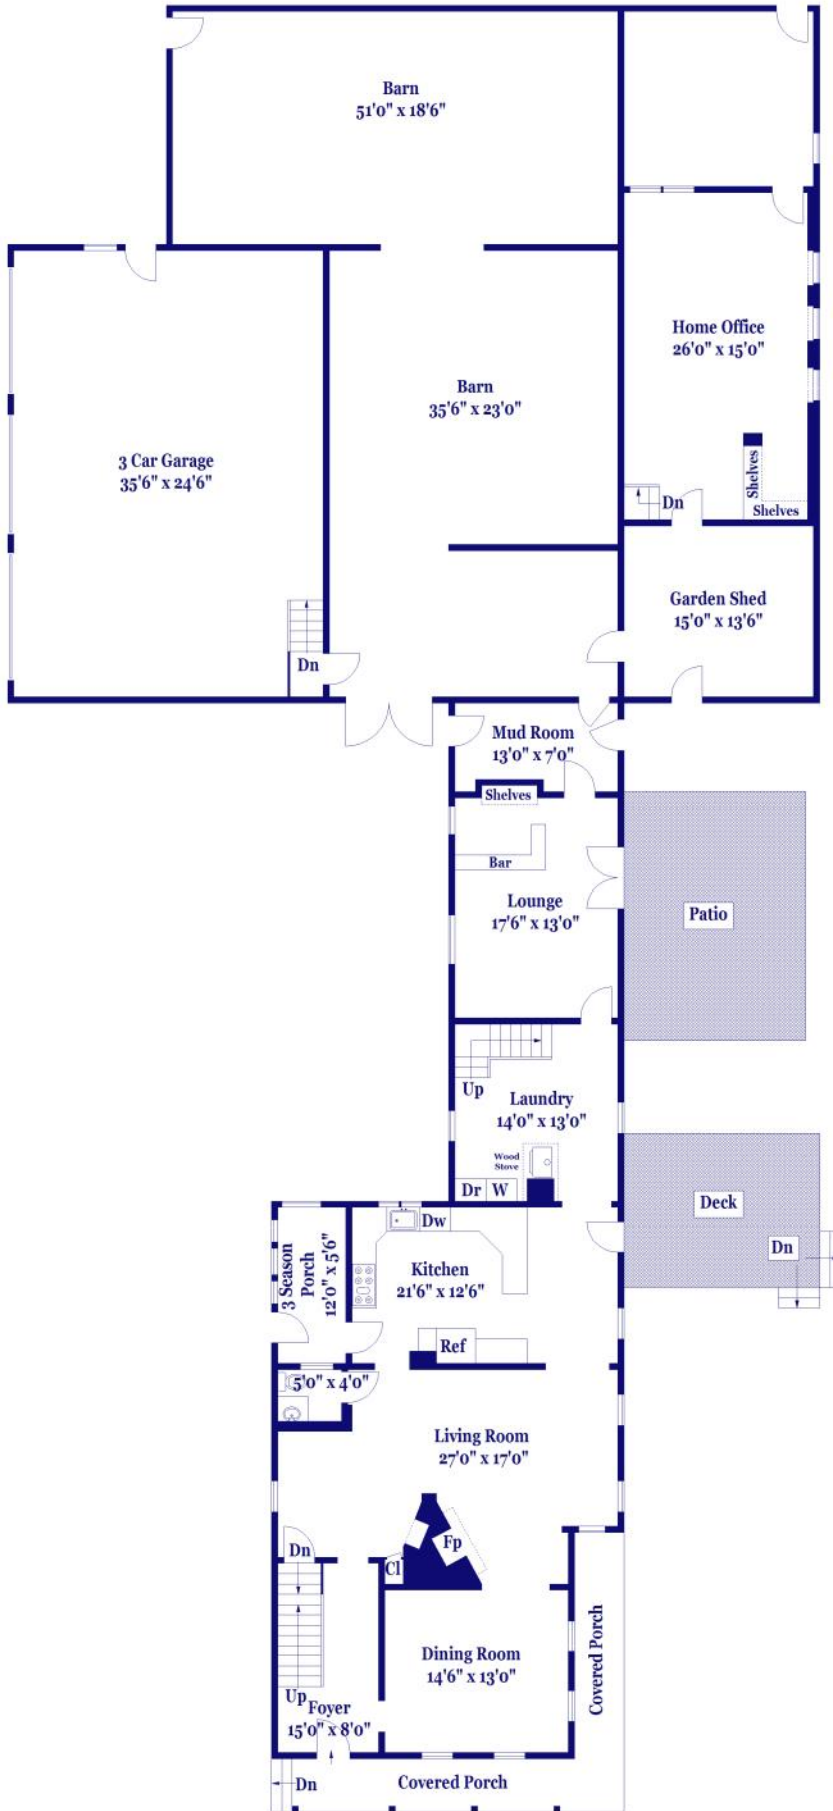 Barn
51'0" x 18'6"
Home Office
26'0" x 15'0"
Barn
35'6" x 23'0"
3 Car Garage
35'6" x 24'6"
Shelves
Shelves
Dn
Garden Shed
15'0" x 13'6"
Dn
Mud Room
13'0" x 7'0"
Shelves
Bar
Lounge
17'6" x 13'0"
Patio
Up
Laundry
14'0" x 13'0"
Wood
Stove
Dr
W
Deck
Dn
Dw
3 Season
Porch
12'0" x 5'6"
Kitchen
21'6" x 12'6"
Ref
5'0" x 4'0"
Living Room
27'0" x 17'0"
Fp
Dn
Cl
Covered Porch
Dining Room
14'6" x 13'0"
Up
Foyer
15'0" x 8'0"
Dn
Covered Porch